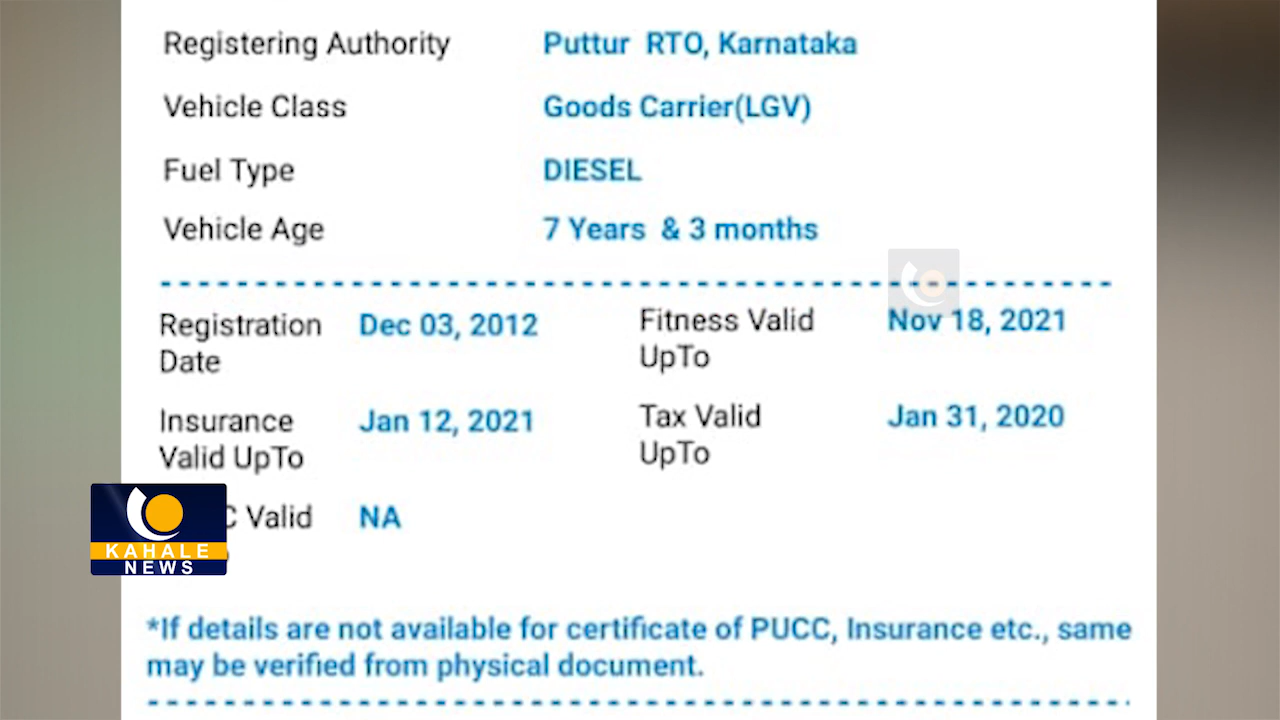 Registering Authority Puttur RTO, Karnataka
Vehicle Class Goods Carrier(LGV)
Fuel Type DIESEL
Vehicle Age 7 Years & 3 months
Registration Dec 03, 2012 Fitness Valid Nov 18, 2021
Date UpTo
Insurance Jan 12, 2021 Tax Valid Jan 31, 2020
Valid UpTo UpTo
C Valid NA
KAHALE
NEWS
*If details are not available for certificate of PUCC, Insurance etc., same
may be verified from physical document.